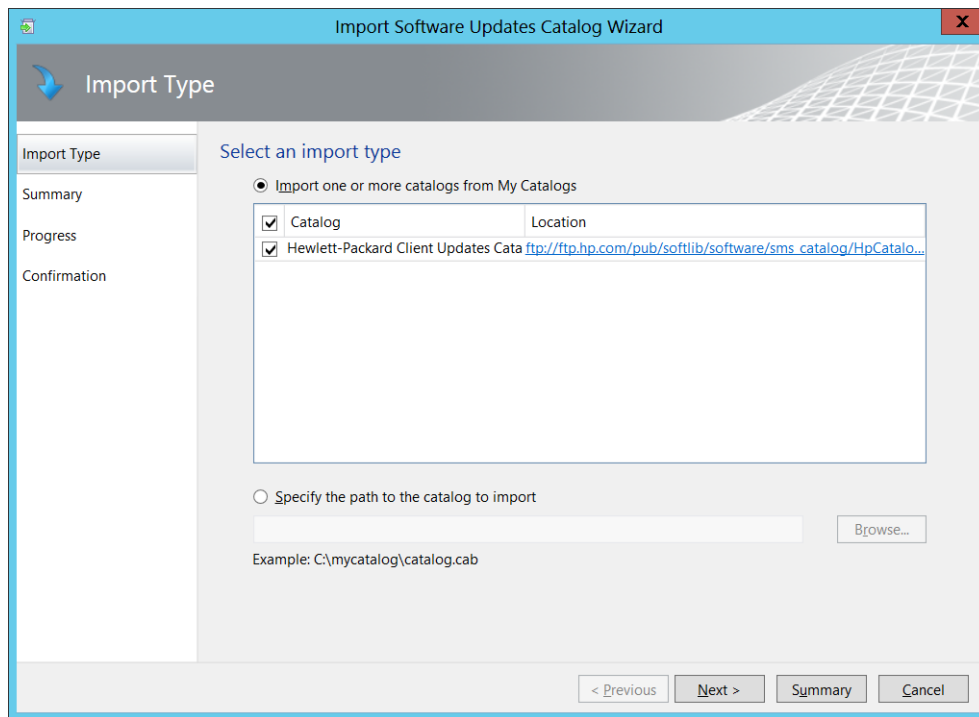 Import Software Updates Catalog Wizard
X
Import Type
Import Type
Summary
Progress
Confirmation
Select an import type
Import one or more catalogs from My Catalogs
Catalog Location
Hewlett-Packard Client Updates Cata ftp://ftp.hp.com/pub/softlib/software/sms_catalog/HpCatalo...
Specify the path to the catalog to import
Browse...
Example: C:\mycatalog\catalog.cab
< Previous Next > Summary Cancel